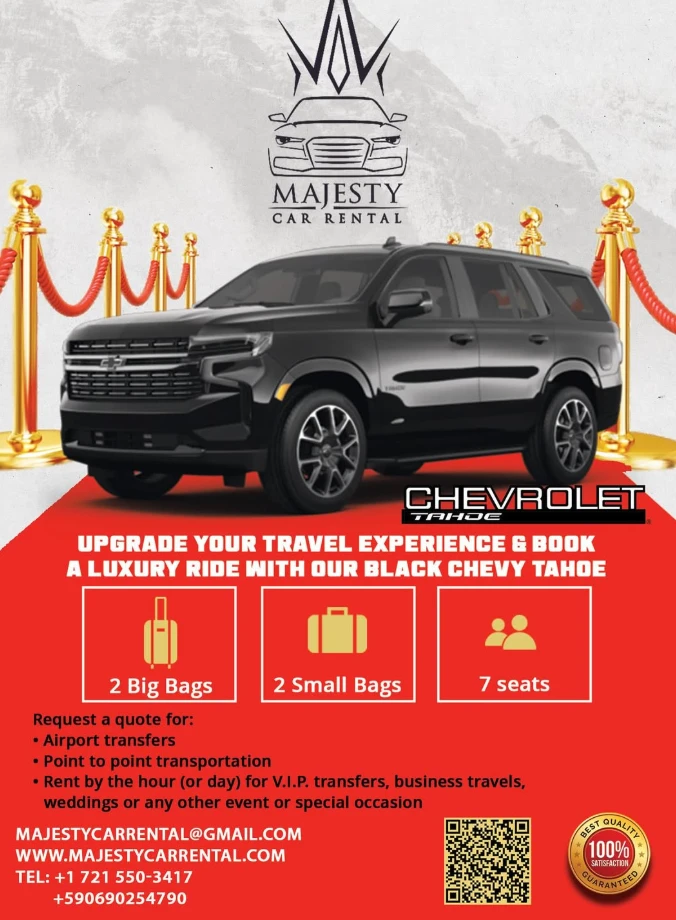 MAJESTY
CAR RENTAL
CHEVROLET
TAHOE
UPGRADE YOUR TRAVEL EXPERIENCE & BOOK
A LUXURY RIDE WITH OUR BLACK CHEVY TAHOE
2 Big Bags
2 Small Bags
7 seats
Request a quote for:
• Airport transfers
• Point to point transportation
• Rent by the hour (or day) for V.I.P. transfers, business travels,
weddings or any other event or special occasion
MAJESTYCARRENTAL@GMAIL.COM
WWW.MAJESTYCARRENTAL.COM
TEL: +1 721 550-3417
+590690254790
BEST QUALITY
100%
SATISFACTION
GUARANTEED